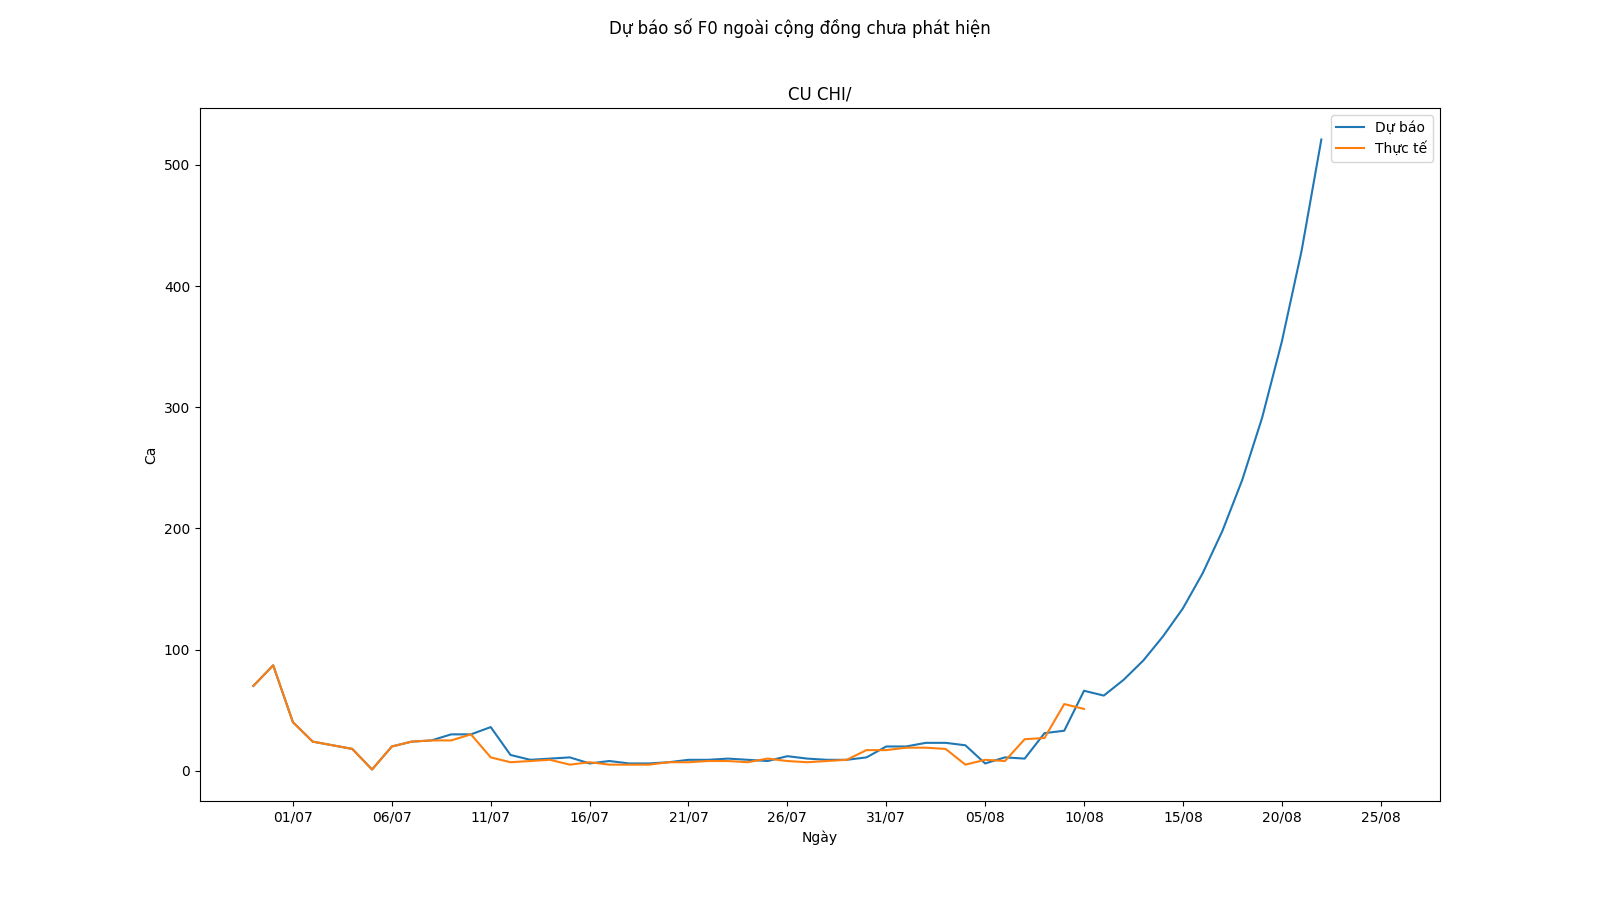 Dự báo số F0 ngoài cộng đồng chưa phát hiện
CU CHI/
Dự báo
Thực tế
500
400
300
200
100
0
Ca
01/07 06/07 11/07 16/07 21/07 26/07 31/07 05/08 10/08 15/08 20/08 25/08
Ngày